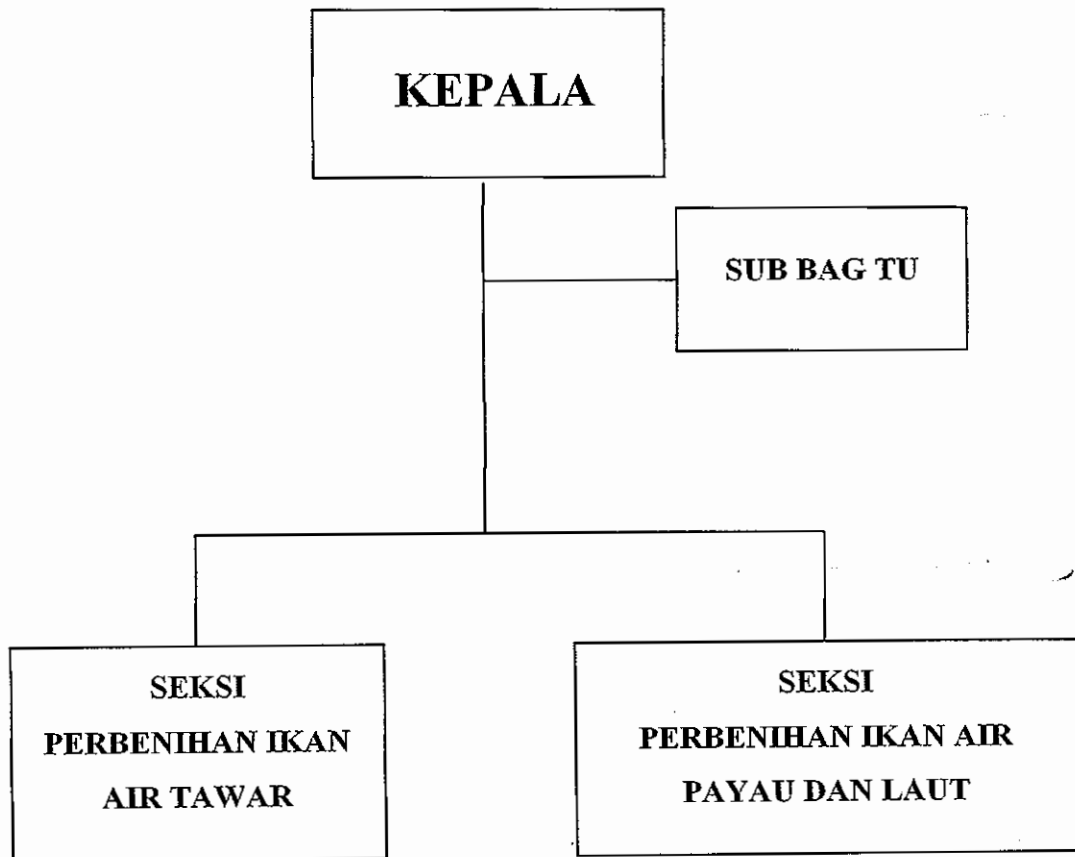 KEPALA
SUB BAG TU
SEKSI
PERBENIHAN IKAN
AIR TAWAR
SEKSI
PERBENIHAN IKAN AIR
PAYAU DAN LAUT